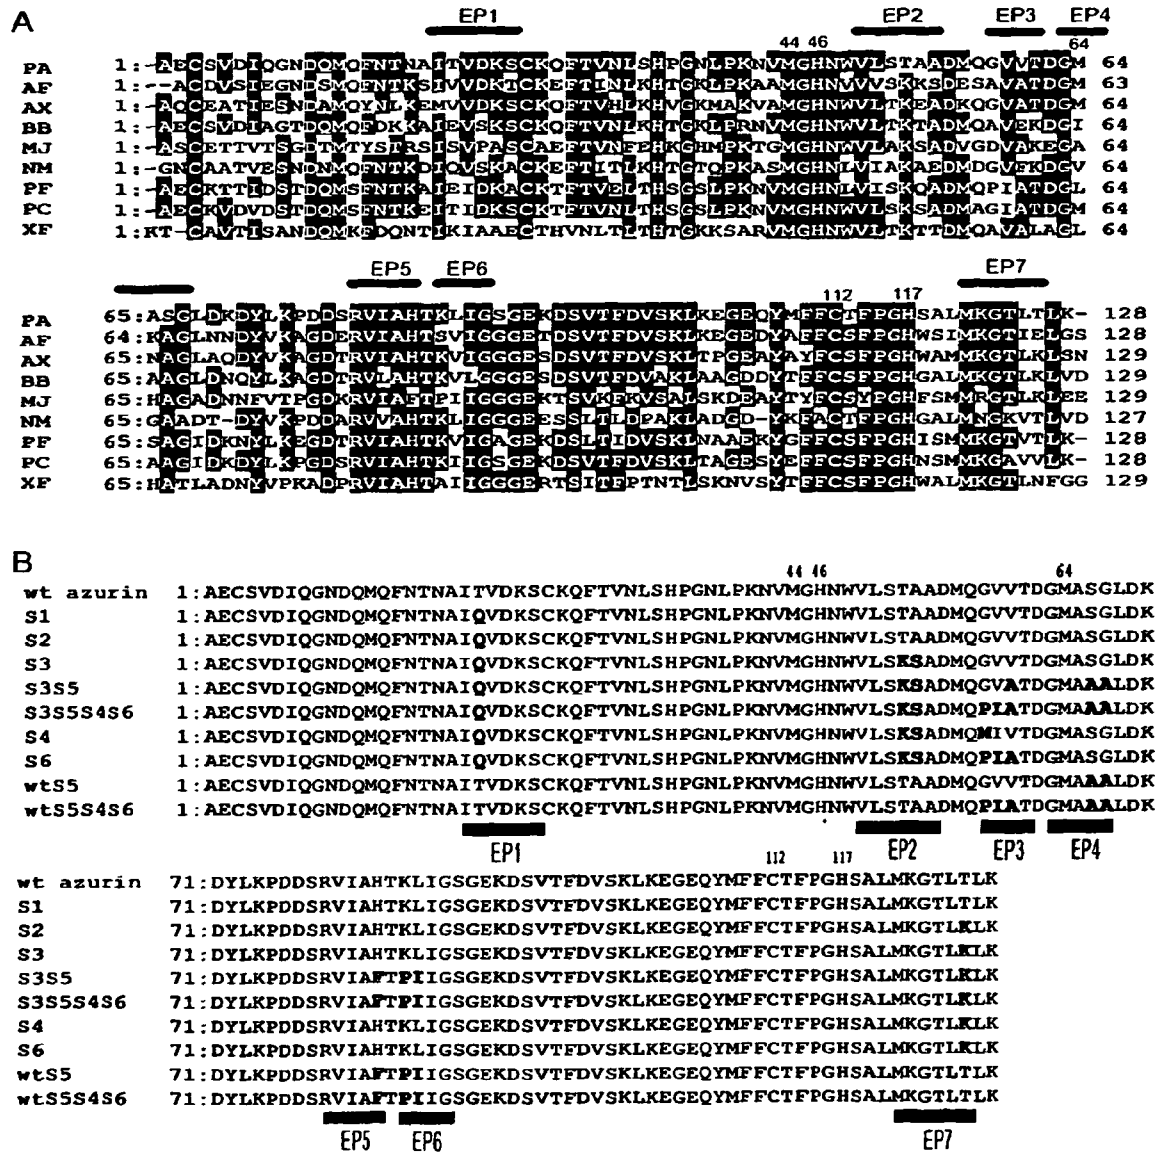 A
EP1 EP2 EP3 EP4
44 46 64
PA 1:-AECSVDIQGNDQMQFNTNAITVDKSCKQFTVNLSHPGNLPKNVMGHNWVLSTAADMQGVVTDGM 64
AF 1:--ACDVSIEGNDSMQFNTKSIVVDKTCKEFTINLKHTGKLPKAAMGHNVVVSKKSDESAVATDGM 63
AX 1:-AQCEATIESNDAMQYNLKEMVVDKSCKQFTVHLKHVGKMAKVAMGHNWVLTKEADKQGVATDGM 64
BB 1:-AECSVDIAGTDQMQFDKKAIEVSKSCKQFTVNLKHTGKLPRNVMGHNWVLTKTADMQAVEKDGI 64
MJ 1:-ASCETTVTSGDTMTYSTRSISVPASCAEFTVNFEHKGHMPKTGMGHNWVLAKSADVGDVAKEGA 64
NM 1:-GNCAATVESNDNMQFNTKDIQVSKACKEFTITLKHTGTQTKASMGHNLVIAKAEDMDGVFKDGV 64
PF 1:-AECKTTIDSTDQMSFNTKAIEIDKACKTFTVELTHSGSLPKNVMGHNLVISKQADMQPIATDGL 64
PC 1:-AECKVDVDSTDQMSFNTKEITIDKSCKTFTVNLTHSGSLPKNVMGHNWVLSKSADMAGIATDGM 64
XF 1:KT-CAVTISANDQMKFDQNTIKIAAECTHVNLTLTHTGKKSARVMGHNWVLTKTTDMQAVALAGL 64
EP5 EP6 EP7
112 117
PA 65:ASGLDKDYLKPDDSRVIAHTKLIGSGEKDSVTFDVSKLKEGEQYMFFCTFPGHSALMKGTLTLK- 128
AF 64:KAGLNNDYVKAGDERVIAHTSVIGGGETDSVTFDVSKLKEGEDYAFFCSFPGHWSIMKGTIELGS 128
AX 65:NAGLAQDYVKAGDTRVIAHTKVIGGGESDSVTFDVSKLTPGEAYAYFCSFPGHWAMMKGTLKLSN 129
BB 65:AAGLDNQYLKAGDTRVLAHTKVLGGGESDSVTFDVAKLAAGDDYTFFCSFPGHGALMKGTLKLVD 129
MJ 65:HAGADNNFVTPGDKRVIAFTPIIGGGEKTSVKFKVSALSKDEAYTYFCSYPGHFSMMRGTLKLEE 129
NM 65:GAADT-DYVKPDDARVVAHTKLIGGGEESSLTLDPAKLADGD-YKFACTFPGHGALMNGKVTLVD 127
PF 65:SAGIDKNYLKEGDTRVIAHTKVIGAGEKDSLTIDVSKLNAAEKYGFFCSFPGHISMMKGTVTLK- 128
PC 65:AAGIDKDYLKPGDSRVIAHTKIIGSGEKDSVTFDVSKLTAGESYEFFCSFPGHNSMMKGAVVLK- 128
XF 65:HATLADNYVPKADPRVIAHTAIIGGGERTSITFPTNTLSKNVSYTFFCSFPGHWALMKGTLNFGG 129
B
44 46 64
wt azurin 1:AECSVDIQGNDQMQFNTNAITVDKSCKQFTVNLSHPGNLPKNVMGHNWVLSTAADMQGVVTDGMASGLDK
S1 1:AECSVDIQGNDQMQFNTNAIQVDKSCKQFTVNLSHPGNLPKNVMGHNWVLSTAADMQGVVTDGMASGLDK
S2 1:AECSVDIQGNDQMQFNTNAIQVDKSCKQFTVNLSHPGNLPKNVMGHNWVLSTAADMQGVVTDGMASGLDK
S3 1:AECSVDIQGNDQMQFNTNAIQVDKSCKQFTVNLSHPGNLPKNVMGHNWVLSKSADMQGVVTDGMASGLDK
S3S5 1:AECSVDIQGNDQMQFNTNAIQVDKSCKQFTVNLSHPGNLPKNVMGHNWVLSKSADMQGVATDGMAAALDK
S3S5S4S6 1:AECSVDIQGNDQMQFNTNAIQVDKSCKQFTVNLSHPGNLPKNVMGHNWVLSKSADMQPIATDGMAAALDK
S4 1:AECSVDIQGNDQMQFNTNAIQVDKSCKQFTVNLSHPGNLPKNVMGHNWVLSKSADMQMIVTDGMASGLDK
S6 1:AECSVDIQGNDQMQFNTNAIQVDKSCKQFTVNLSHPGNLPKNVMGHNWVLSKSADMQPIATDGMASGLDK
wtS5 1:AECSVDIQGNDQMQFNTNAITVDKSCKQFTVNLSHPGNLPKNVMGHNWVLSTAADMQGVVTDGMAAALDK
wtS5S4S6 1:AECSVDIQGNDQMQFNTNAITVDKSCKQFTVNLSHPGNLPKNVMGHNWVLSTAADMQPIATDGMAAALDK
EP1 EP2 EP3 EP4
112 117
wt azurin 71:DYLKPDDSRVIAHTKLIGSGEKDSVTFDVSKLKEGEQYMFFCTFPGHSALMKGTLTLK
S1 71:DYLKPDDSRVIAHTKLIGSGEKDSVTFDVSKLKEGEQYMFFCTFPGHSALMKGTLTLK
S2 71:DYLKPDDSRVIAHTKLIGSGEKDSVTFDVSKLKEGEQYMFFCTFPGHSALMKGTLKLK
S3 71:DYLKPDDSRVIAHTKLIGSGEKDSVTFDVSKLKEGEQYMFFCTFPGHSALMKGTLKLK
S3S5 71:DYLKPDDSRVIAFTPIIGSGEKDSVTFDVSKLKEGEQYMFFCTFPGHSALMKGTLKLK
S3S5S4S6 71:DYLKPDDSRVIAFTPIIGSGEKDSVTFDVSKLKEGEQYMFFCTFPGHSALMKGTLKLK
S4 71:DYLKPDDSRVIAHTKLIGSGEKDSVTFDVSKLKEGEQYMFFCTFPGHSALMKGTLKLK
S6 71:DYLKPDDSRVIAHTKLIGSGEKDSVTFDVSKLKEGEQYMFFCTFPGHSALMKGTLKLK
wtS5 71:DYLKPDDSRVIAFTPIIGSGEKDSVTFDVSKLKEGEQYMFFCTFPGHSALMKGTLTLK
wtS5S4S6 71:DYLKPDDSRVIAFTPIIGSGEKDSVTFDVSKLKEGEQYMFFCTFPGHSALMKGTLTLK
EP5 EP6 EP7